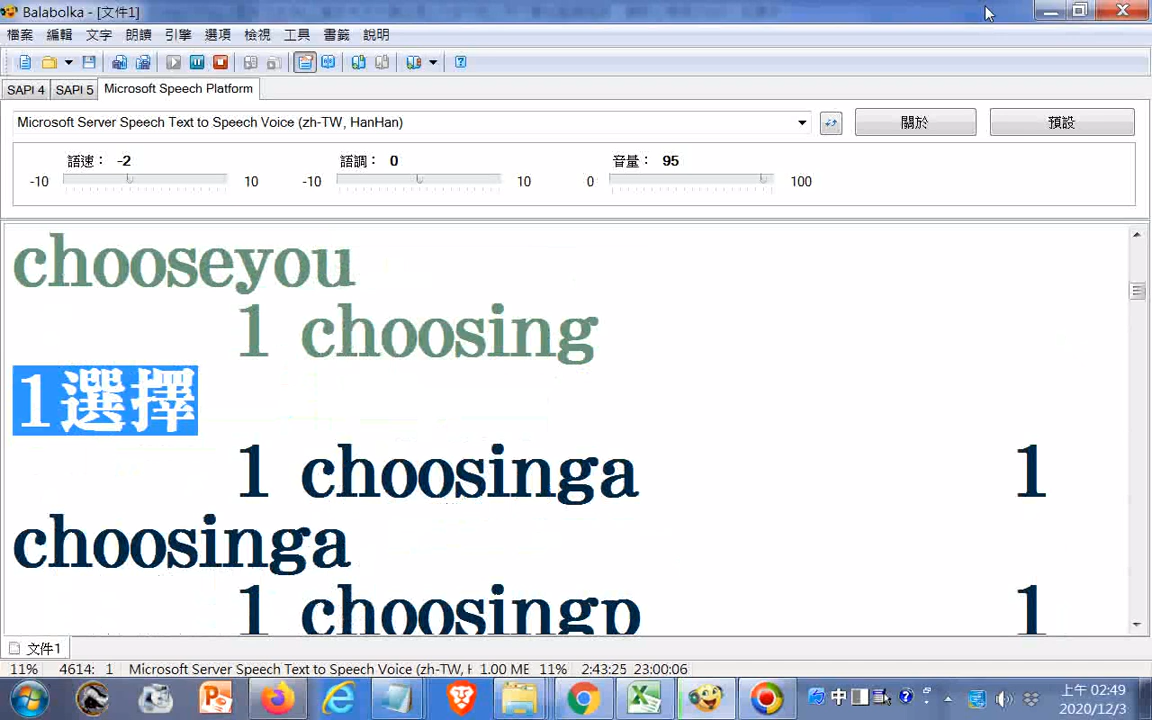 Balabolka - [文件1]
檔案 編輯 文字 朗讀 引擎 選項 檢視 工具 書籤 說明
SAPI 4 SAPI 5 Microsoft Speech Platform
Microsoft Server Speech Text to Speech Voice (zh-TW, HanHan) 關於 預設
語速： -2 語調： 0 音量： 95
-10 10 -10 10 0 100
chooseyou
1 choosing
1選擇
1 choosinga 1
choosinga
1 choosingp 1
文件1
11% 4614: 1 Microsoft Server Speech Text to Speech Voice (zh-TW, H 1.00 ME 11% 2:43:25 23:00:06
中 上午 02:49
2020/12/3